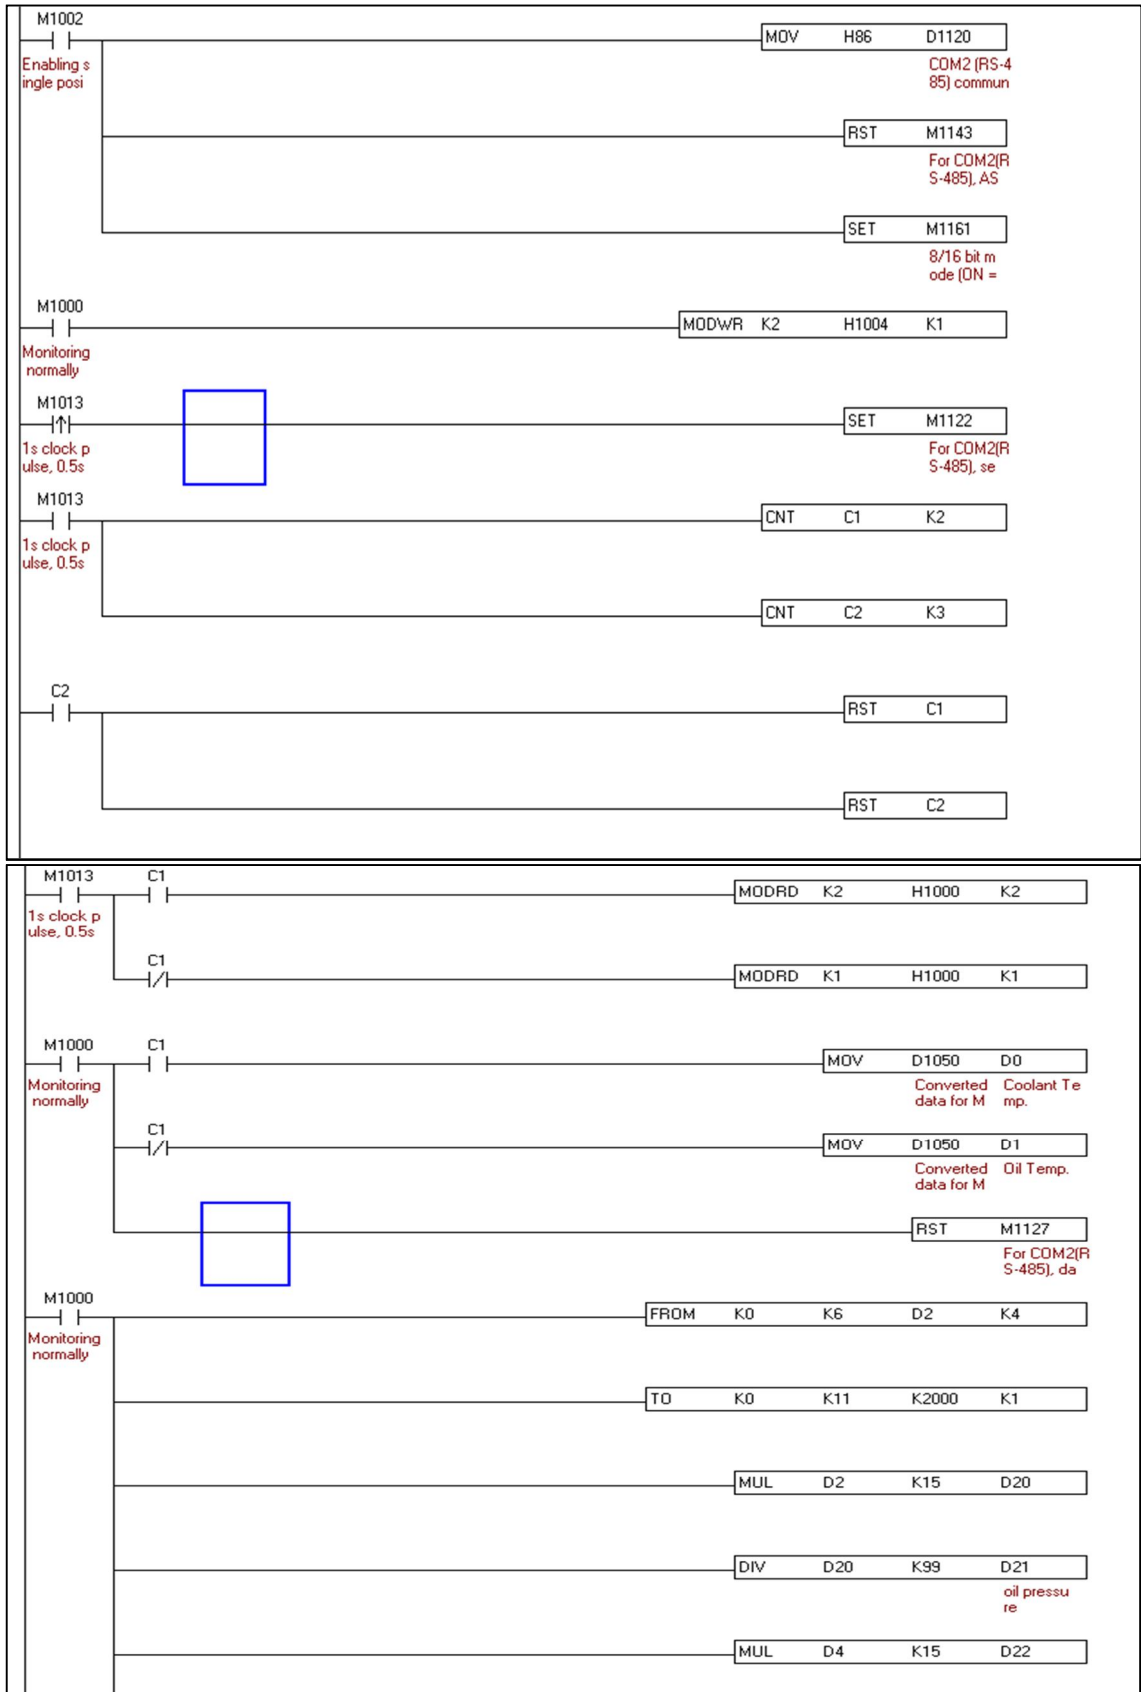 M1002
MOV H86 D1120
Enabling s
ingle posi
COM2 (RS-4
85) commun
RST M1143
For COM2(R
S-485), AS
SET M1161
8/16 bit m
ode (ON =
M1000
MODWR K2 H1004 K1
Monitoring
normally
M1013
SET M1122
1s clock p
ulse, 0.5s
For COM2(R
S-485), se
M1013
CNT C1 K2
1s clock p
ulse, 0.5s
CNT C2 K3
C2
RST C1
RST C2
M1013 C1
MODRD K2 H1000 K2
1s clock p
ulse, 0.5s
C1
MODRD K1 H1000 K1
M1000 C1
MOV D1050 D0
Monitoring
normally
Converted
data for M
Coolant Te
mp.
C1
MOV D1050 D1
Converted
data for M
Oil Temp.
RST M1127
For COM2(R
S-485), da
M1000
FROM K0 K6 D2 K4
Monitoring
normally
TO K0 K11 K2000 K1
MUL D2 K15 D20
DIV D20 K99 D21
oil pressu
re
MUL D4 K15 D22